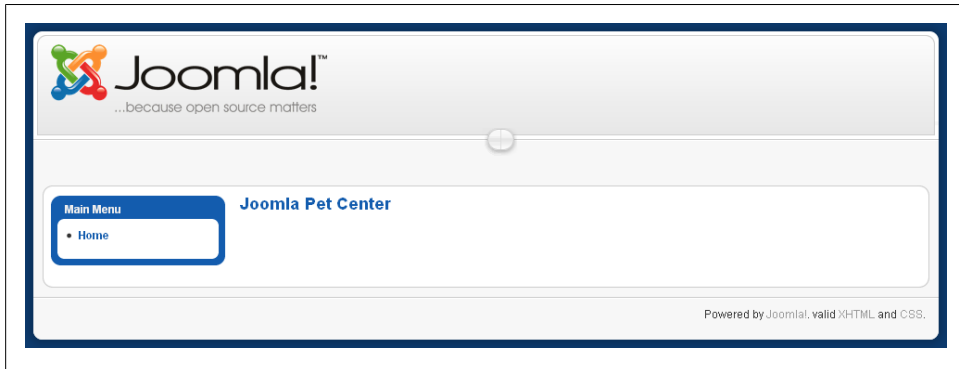 Joomla!™
...because open source matters
Main Menu
Joomla Pet Center
Home
Powered by Joomla!. valid XHTML and CSS.